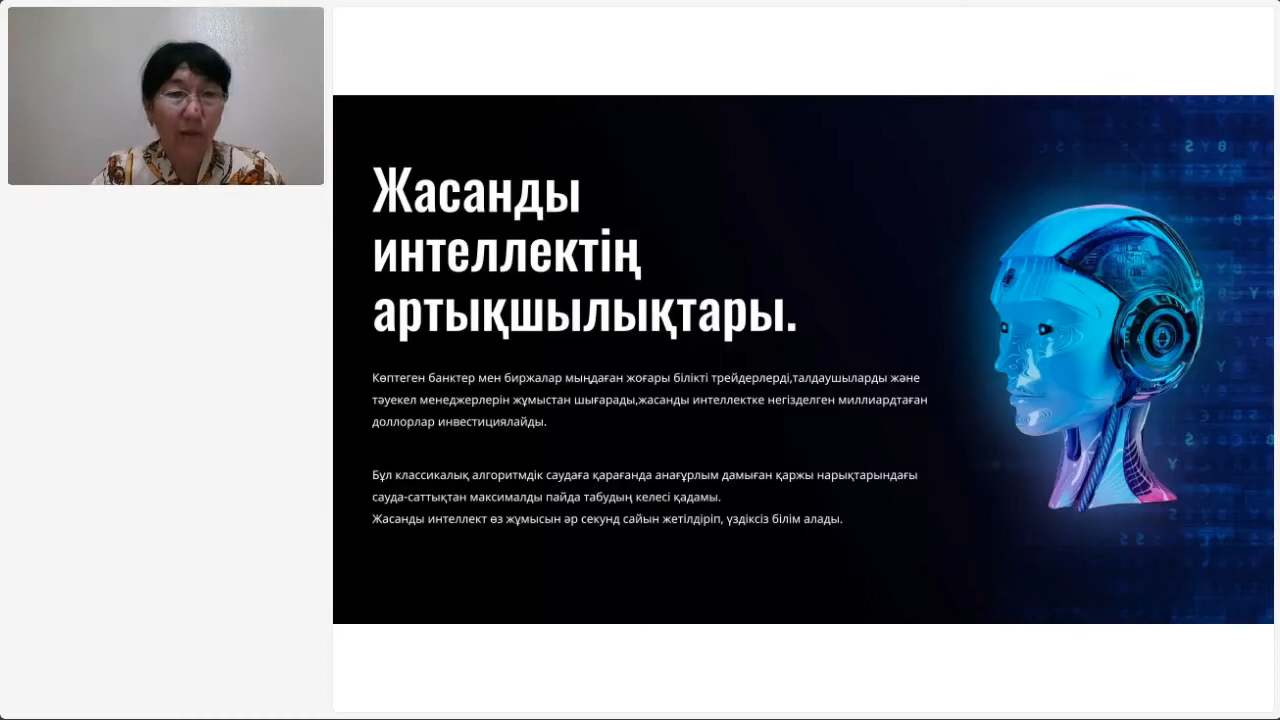 Жасанды
интеллектің
артықшылықтары.
Көптеген банктер мен биржалар мыңдаған жоғары білікті трейдерлерді,талдаушыларды және
тәуекел менеджерлерін жұмыстан шығарады,жасанды интеллектке негізделген миллиардтаған
доллорлар инвестициялайды.
Бұл классикалық алгоритмдік саудаға қарағанда анағұрлым дамыған қаржы нарықтарындағы
сауда-саттықтан максималды пайда табудың келесі қадамы.
Жасанды интеллект өз жұмысын әр секунд сайын жетілдіріп, үздіксіз білім алады.